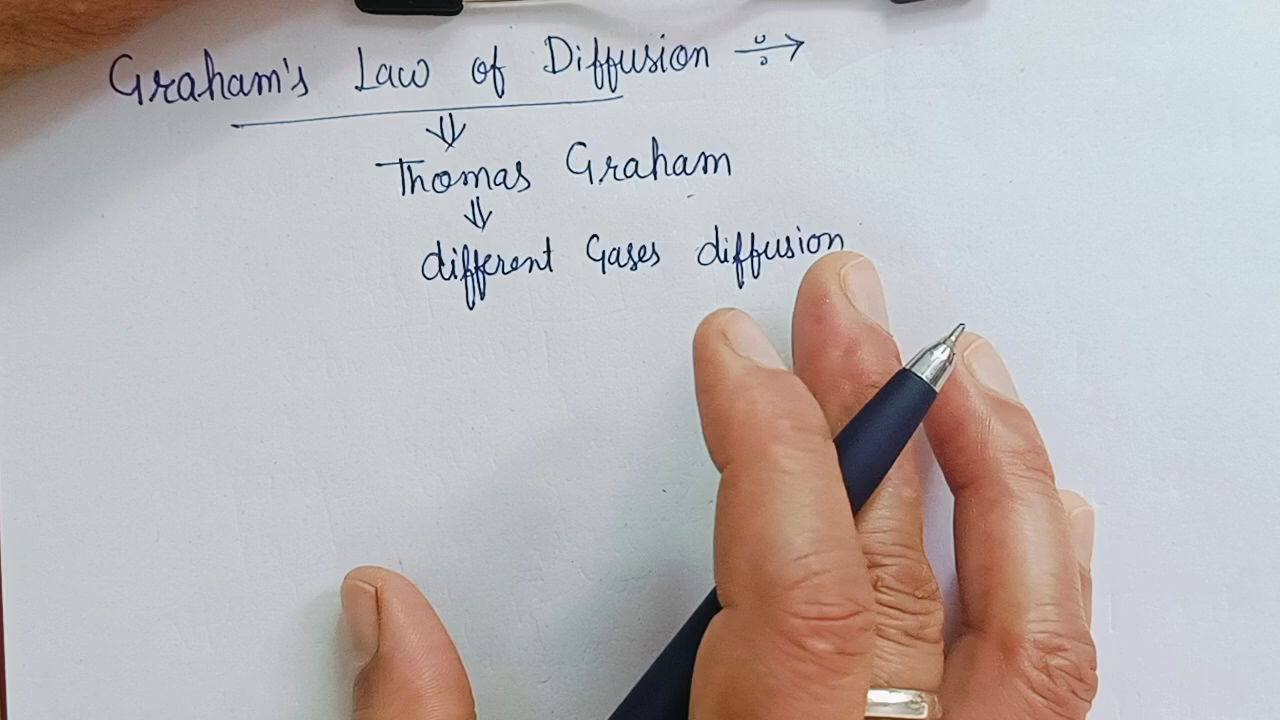 Graham's Law of Diffusion ÷→
⇓
Thomas Graham
⇓
different Gases diffusion